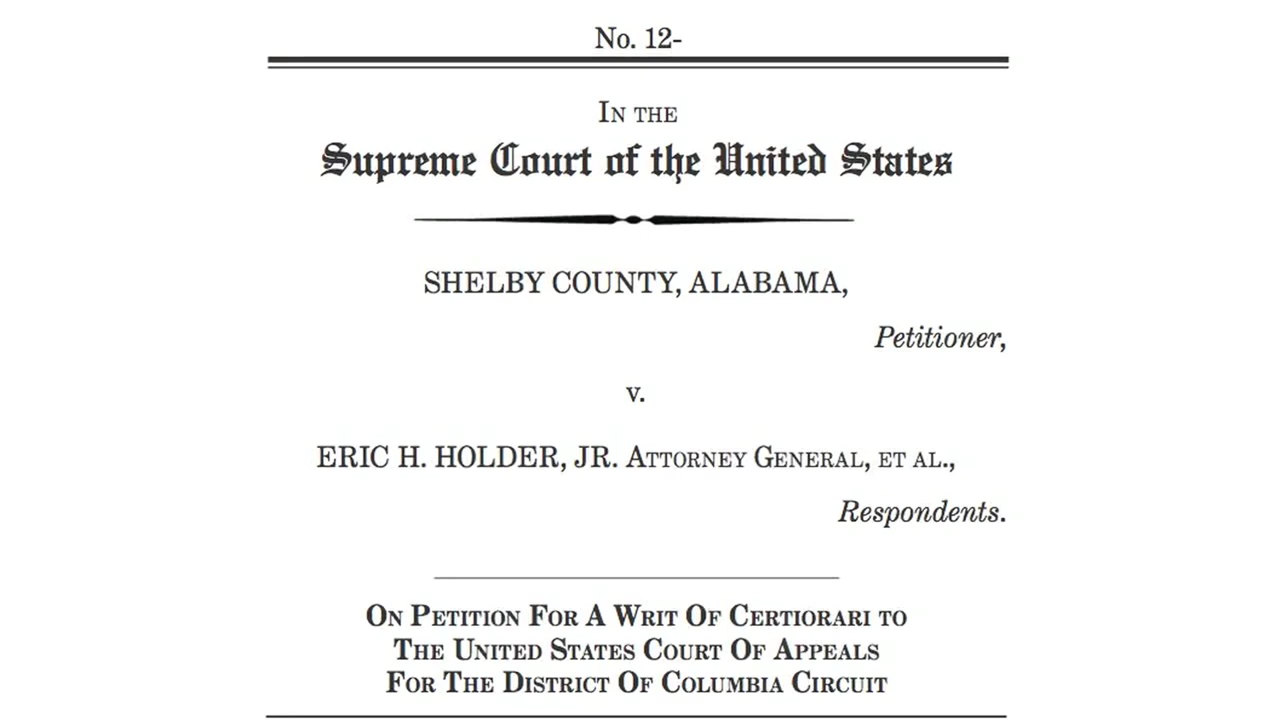 No. 12-
IN THE
Supreme Court of the United States
SHELBY COUNTY, ALABAMA,
Petitioner,
v.
ERIC H. HOLDER, JR. ATTORNEY GENERAL, ET AL.,
Respondents.
ON PETITION FOR A WRIT OF CERTIORARI TO
THE UNITED STATES COURT OF APPEALS
FOR THE DISTRICT OF COLUMBIA CIRCUIT